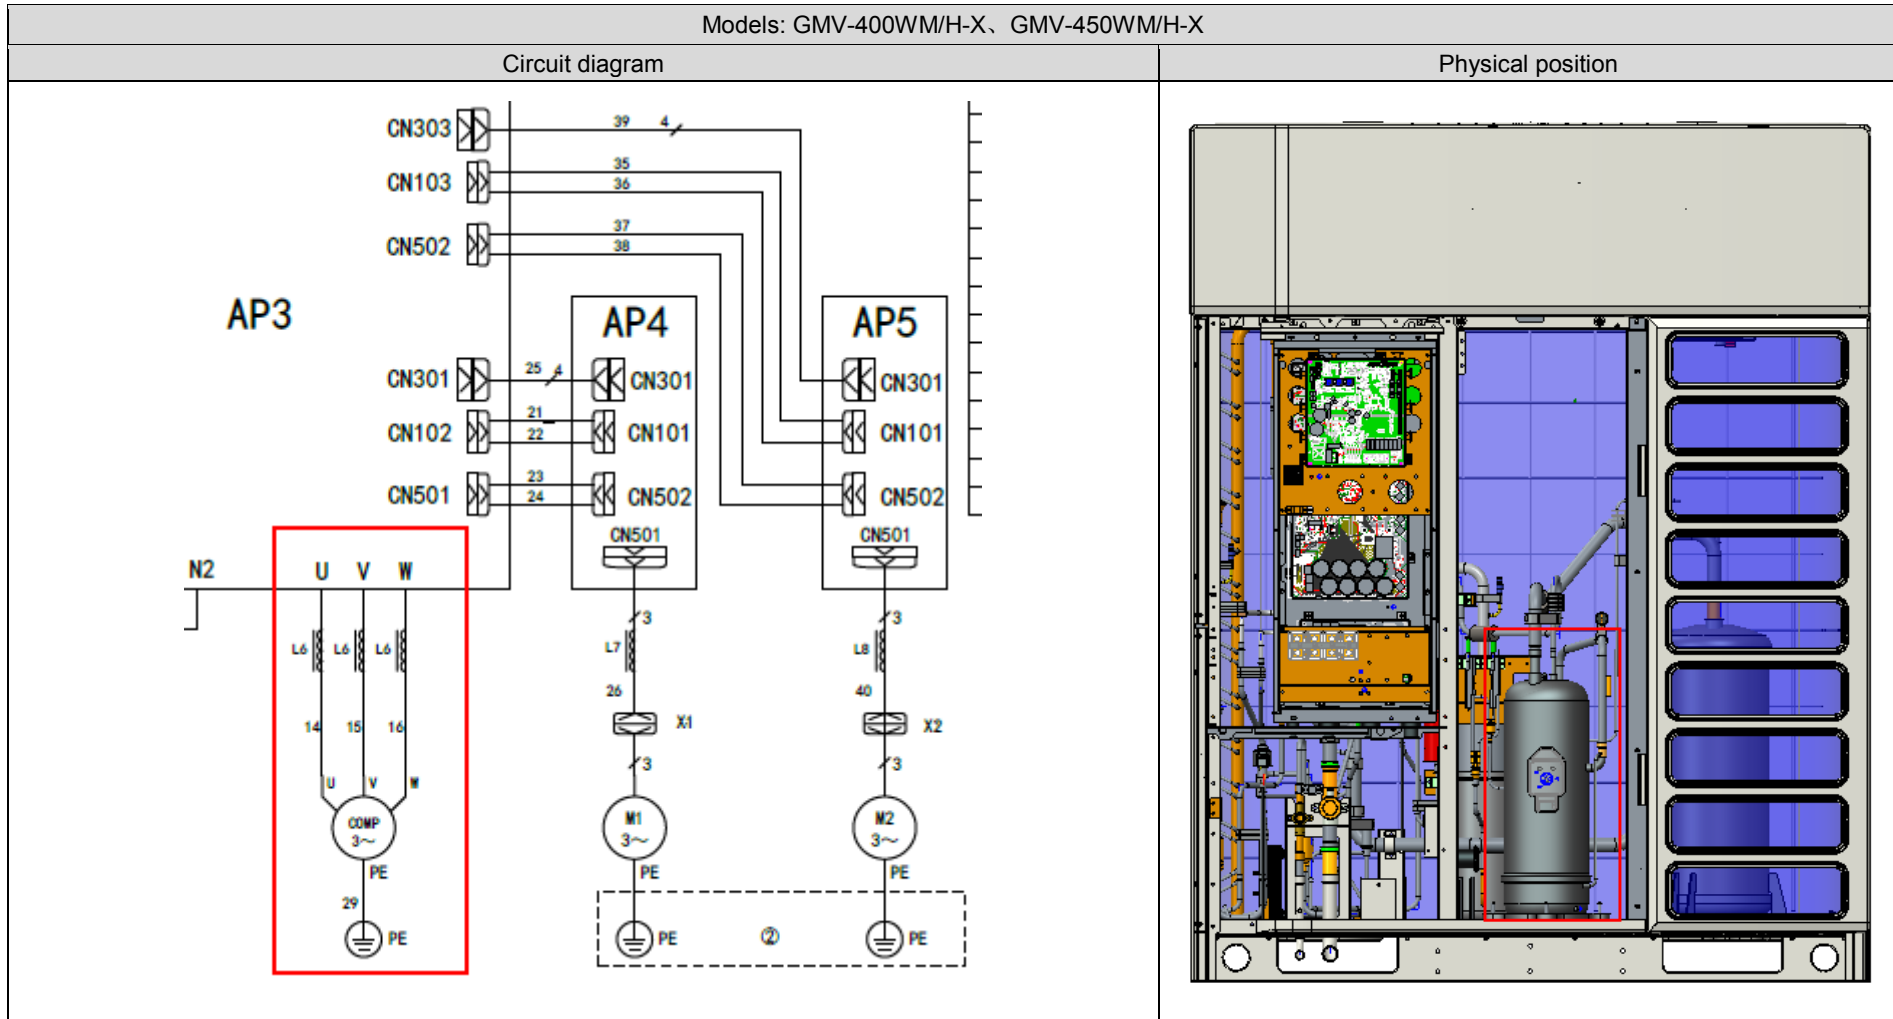 Models: GMV-400WM/H-X、GMV-450WM/H-X
Circuit diagram
Physical position
CN303
39
4
CN103
35
36
CN502
37
38
AP3
AP4
AP5
CN301
25
4
CN301
CN301
CN102
21
22
CN101
CN101
CN501
23
24
CN502
CN502
CN501
CN501
N2
U
V
W
3
3
L6
L6
L6
L7
L8
26
40
14
15
16
X1
X2
3
3
U
V
W
COMP
3～
M1
3～
M2
3～
PE
PE
PE
29
PE
PE
②
PE